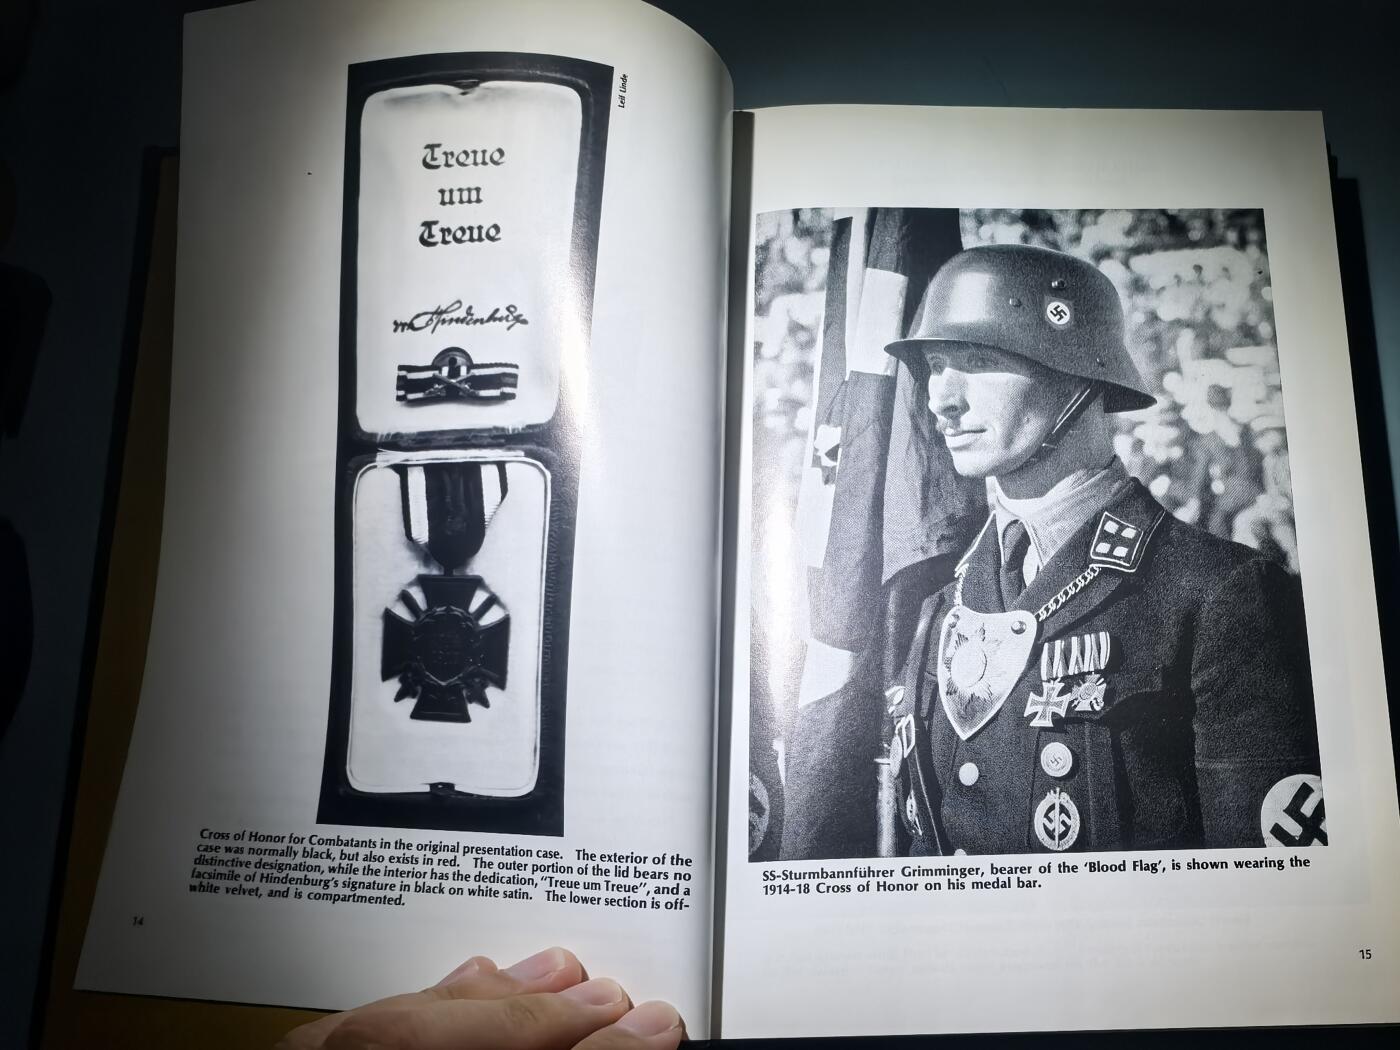 Leif Linde
Treue
um
Treue
v. Hindenburg
Cross of Honor for Combatants in the original presentation case. The exterior of the
case was normally black, but also exists in red. The outer portion of the lid bears no
distinctive designation, while the interior has the dedication, "Treue um Treue", and a
facsimile of Hindenburg's signature in black on white satin. The lower section is off-
white velvet, and is compartmented.
14
SS-Sturmbannführer Grimminger, bearer of the 'Blood Flag', is shown wearing the
1914-18 Cross of Honor on his medal bar.
15